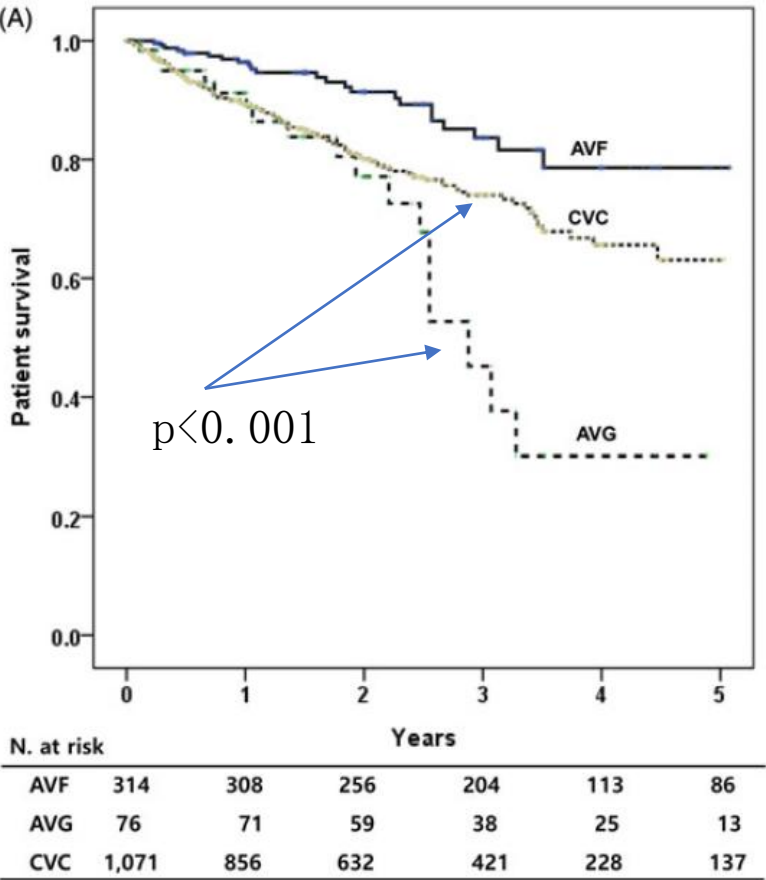 (A)
1.0
0.8
0.6
0.4
0.2
0.0
Patient survival
AVF
CVC
AVG
p<0.001
0 1 2 3 4 5
Years
N. at risk
AVF 314 308 256 204 113 86
AVG 76 71 59 38 25 13
CVC 1,071 856 632 421 228 137